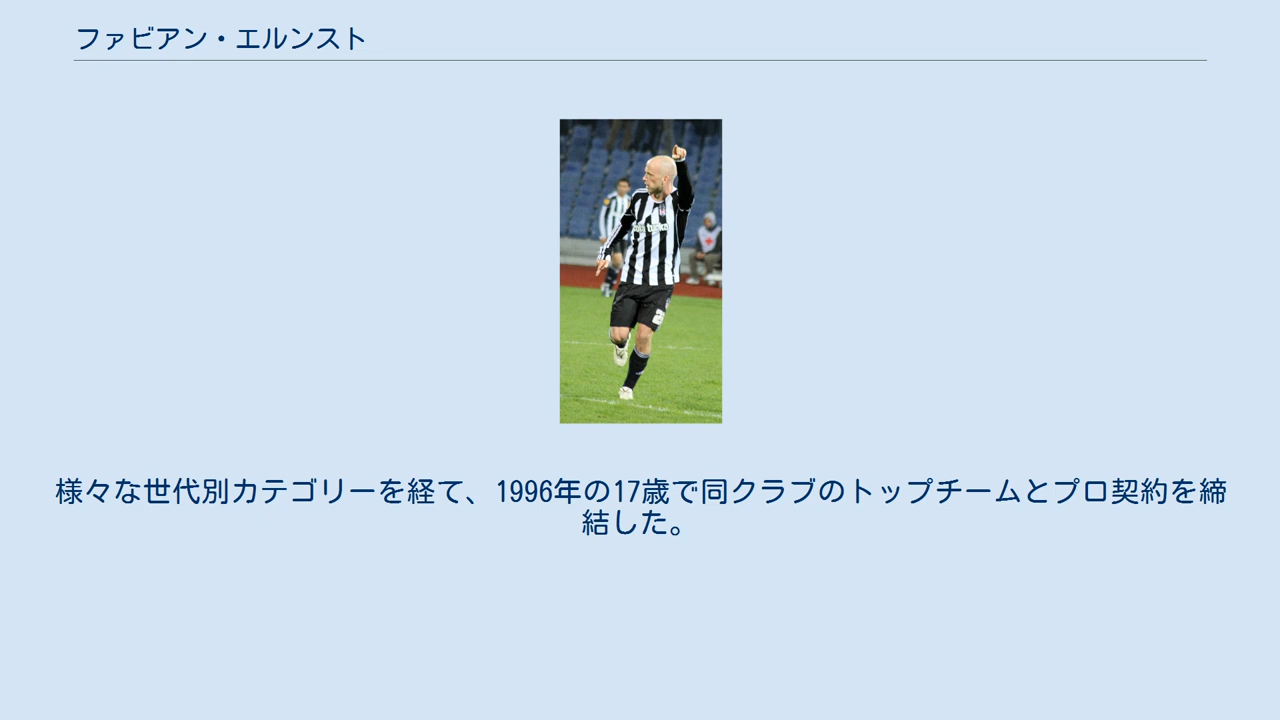 ファビアン・エルンスト
様々な世代別カテゴリーを経て、1996年の17歳で同クラブのトップチームとプロ契約を締
結した。